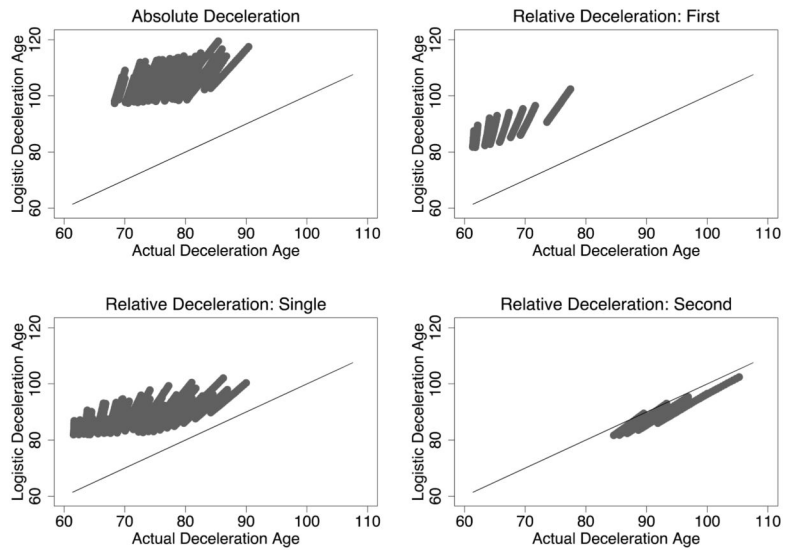 Absolute Deceleration
Logistic Deceleration Age
60 80 100 120
60 70 80 90 100 110
Actual Deceleration Age
Relative Deceleration: First
Logistic Deceleration Age
60 80 100 120
60 70 80 90 100 110
Actual Deceleration Age
Relative Deceleration: Single
Logistic Deceleration Age
60 80 100 120
60 70 80 90 100 110
Actual Deceleration Age
Relative Deceleration: Second
Logistic Deceleration Age
60 80 100 120
60 70 80 90 100 110
Actual Deceleration Age